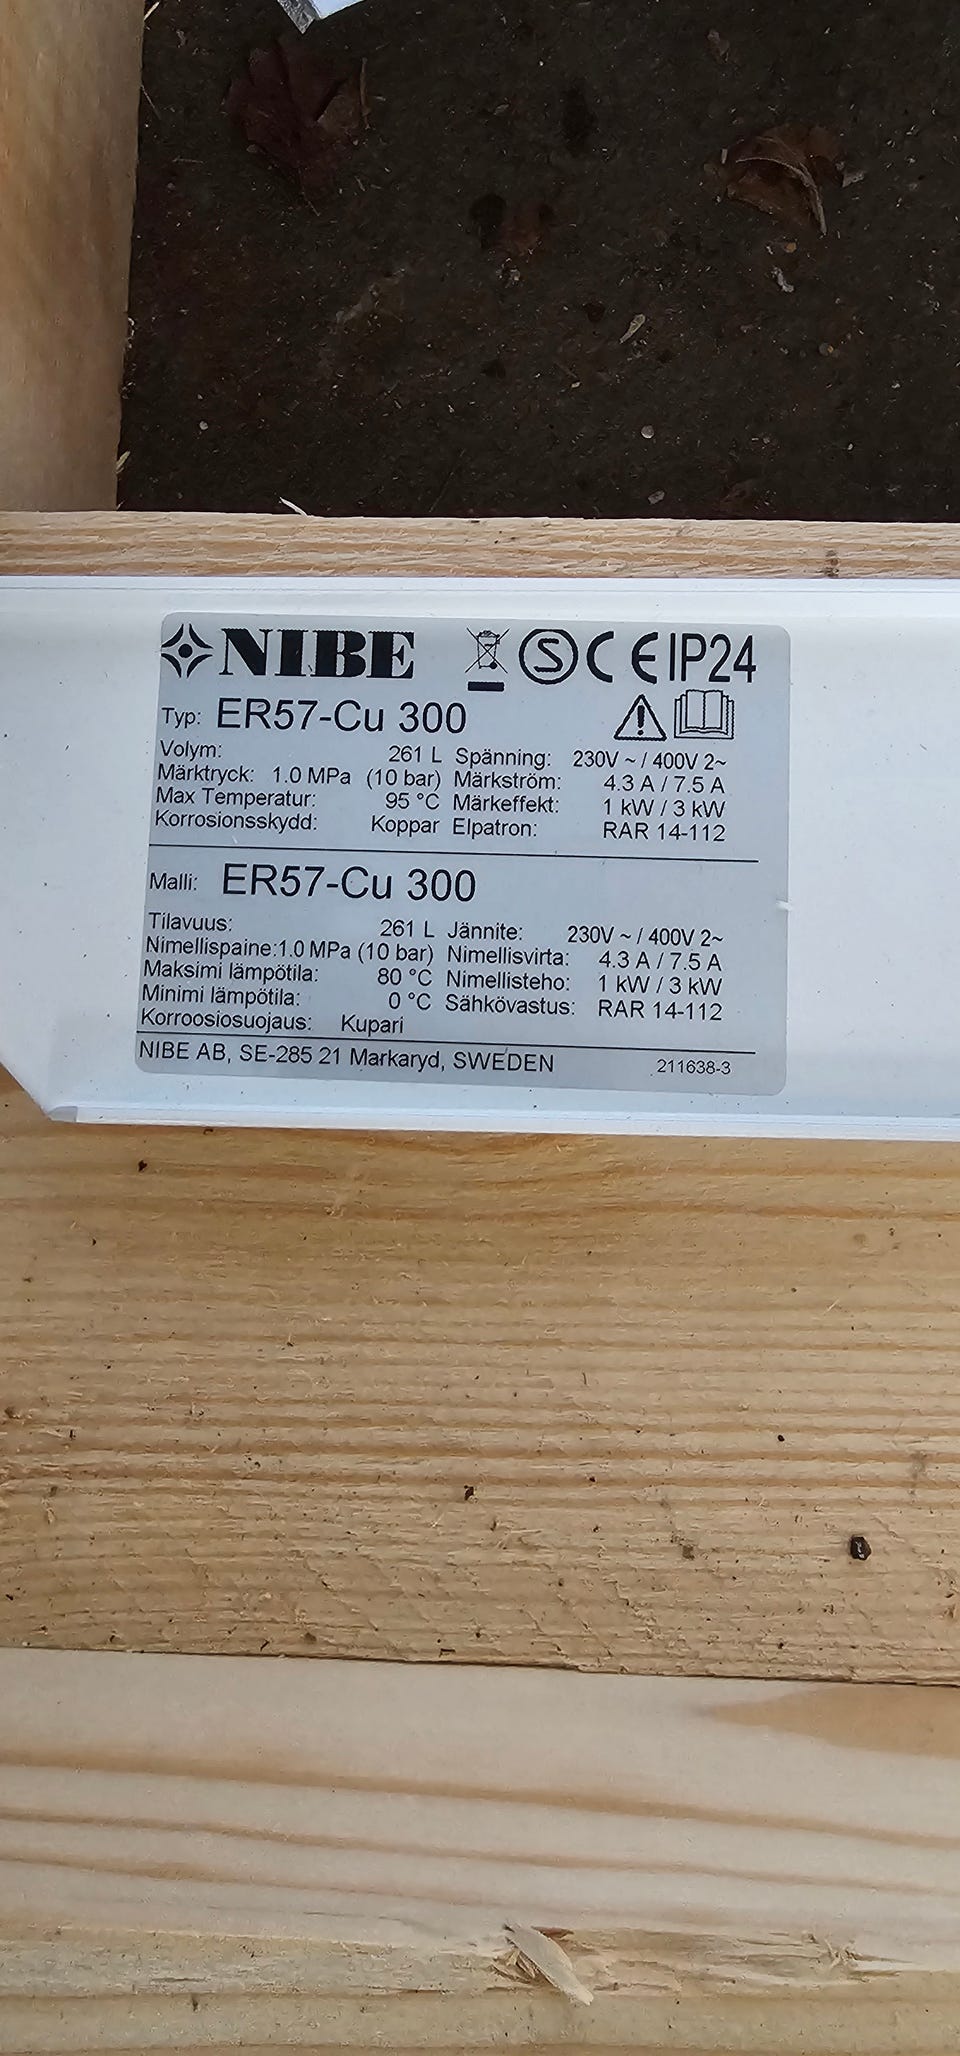 NIBE S CE IP24
Typ: ER57-Cu 300
Volym: 261 L Spänning: 230V ~ / 400V 2~
Märktryck: 1.0 MPa (10 bar) Märkström: 4.3 A / 7.5 A
Max Temperatur: 95 °C Märkeffekt: 1 kW / 3 kW
Korrosionsskydd: Koppar Elpatron: RAR 14-112
Malli: ER57-Cu 300
Tilavuus: 261 L Jännite: 230V ~ / 400V 2~
Nimellispaine:1.0 MPa (10 bar) Nimellisvirta: 4.3 A / 7.5 A
Maksimi lämpötila: 80 °C Nimellisteho: 1 kW / 3 kW
Minimi lämpötila: 0 °C Sähkövastus: RAR 14-112
Korroosiosuojaus: Kupari
NIBE AB, SE-285 21 Markaryd, SWEDEN 211638-3